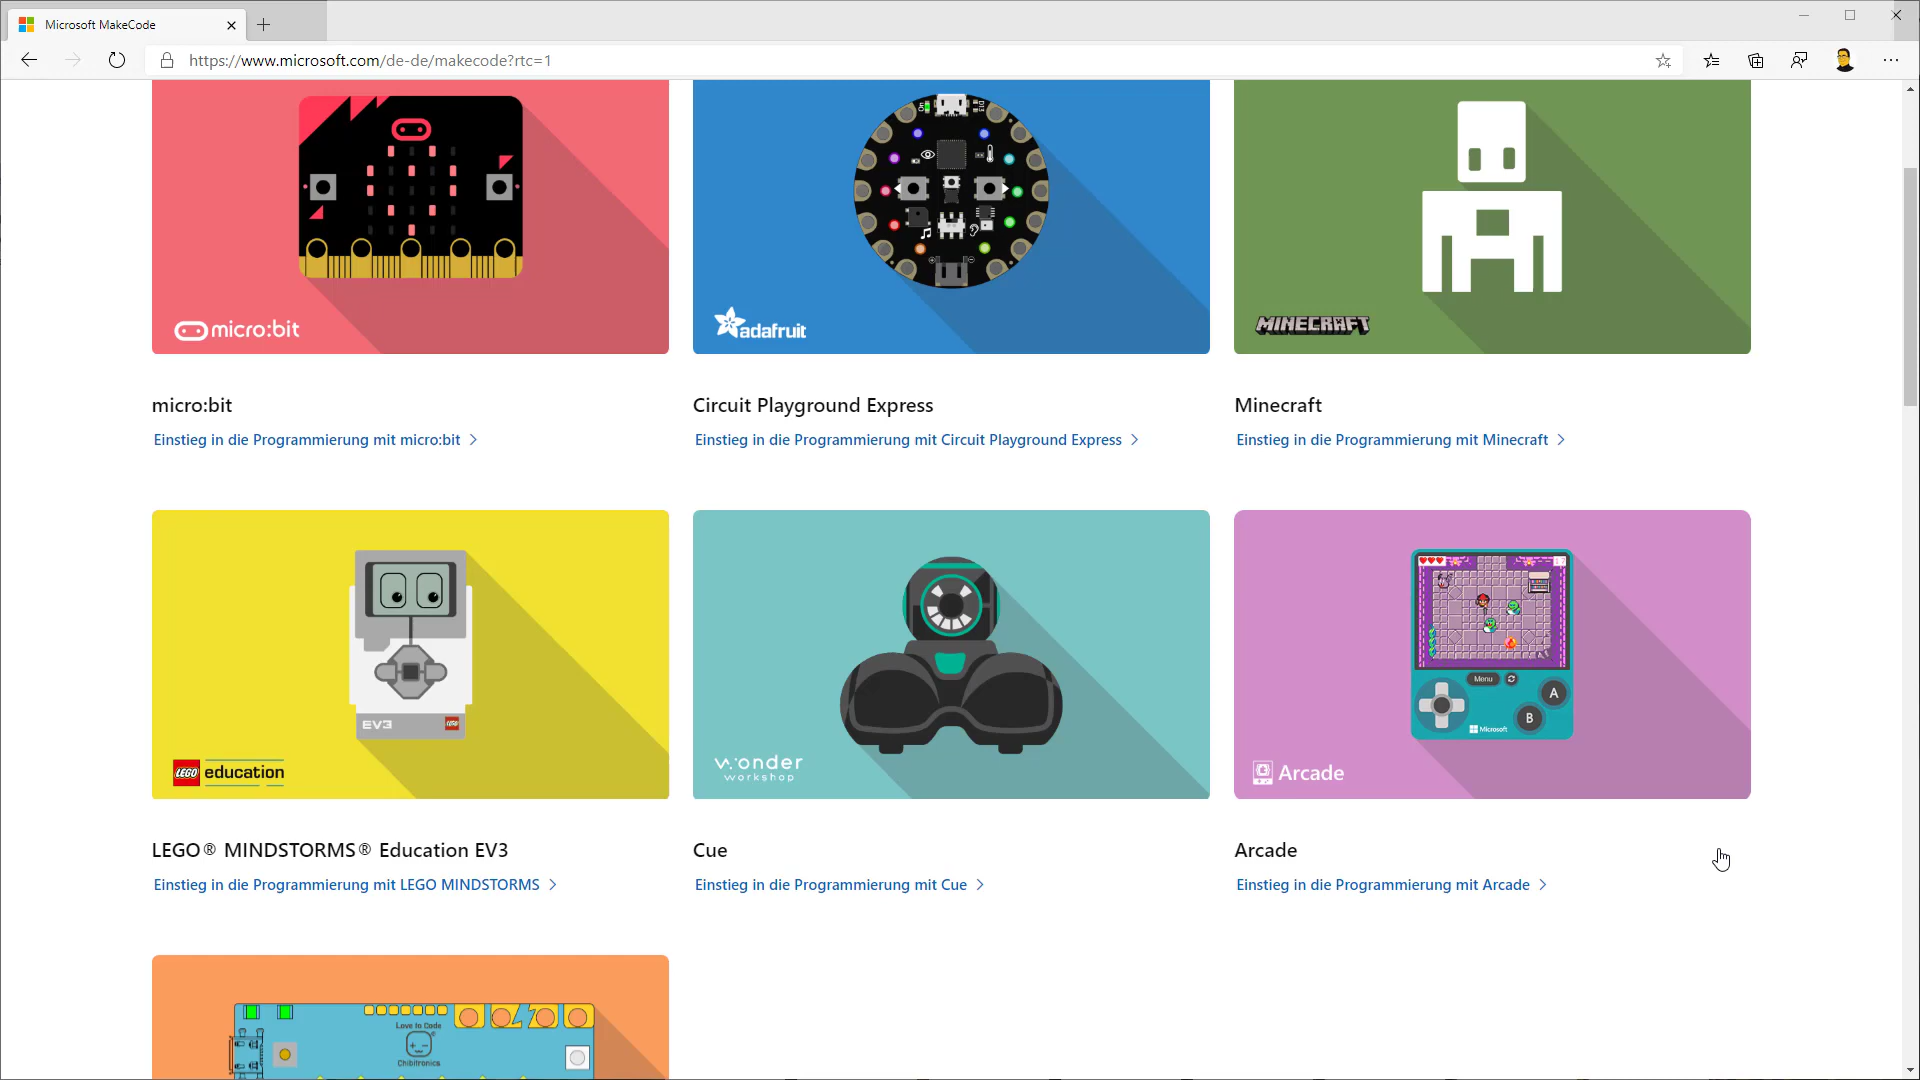 Microsoft MakeCode
https://www.microsoft.com/de-de/makecode?rtc=1
micro:bit
adafruit
MINECRAFT
micro:bit
Circuit Playground Express
Minecraft
Einstieg in die Programmierung mit micro:bit
Einstieg in die Programmierung mit Circuit Playground Express
Einstieg in die Programmierung mit Minecraft
EV3
LEGO education
wonder
workshop
Menu
A
B
Microsoft
Arcade
LEGO® MINDSTORMS® Education EV3
Cue
Arcade
Einstieg in die Programmierung mit LEGO MINDSTORMS
Einstieg in die Programmierung mit Cue
Einstieg in die Programmierung mit Arcade
Love to Code
Chibitronics